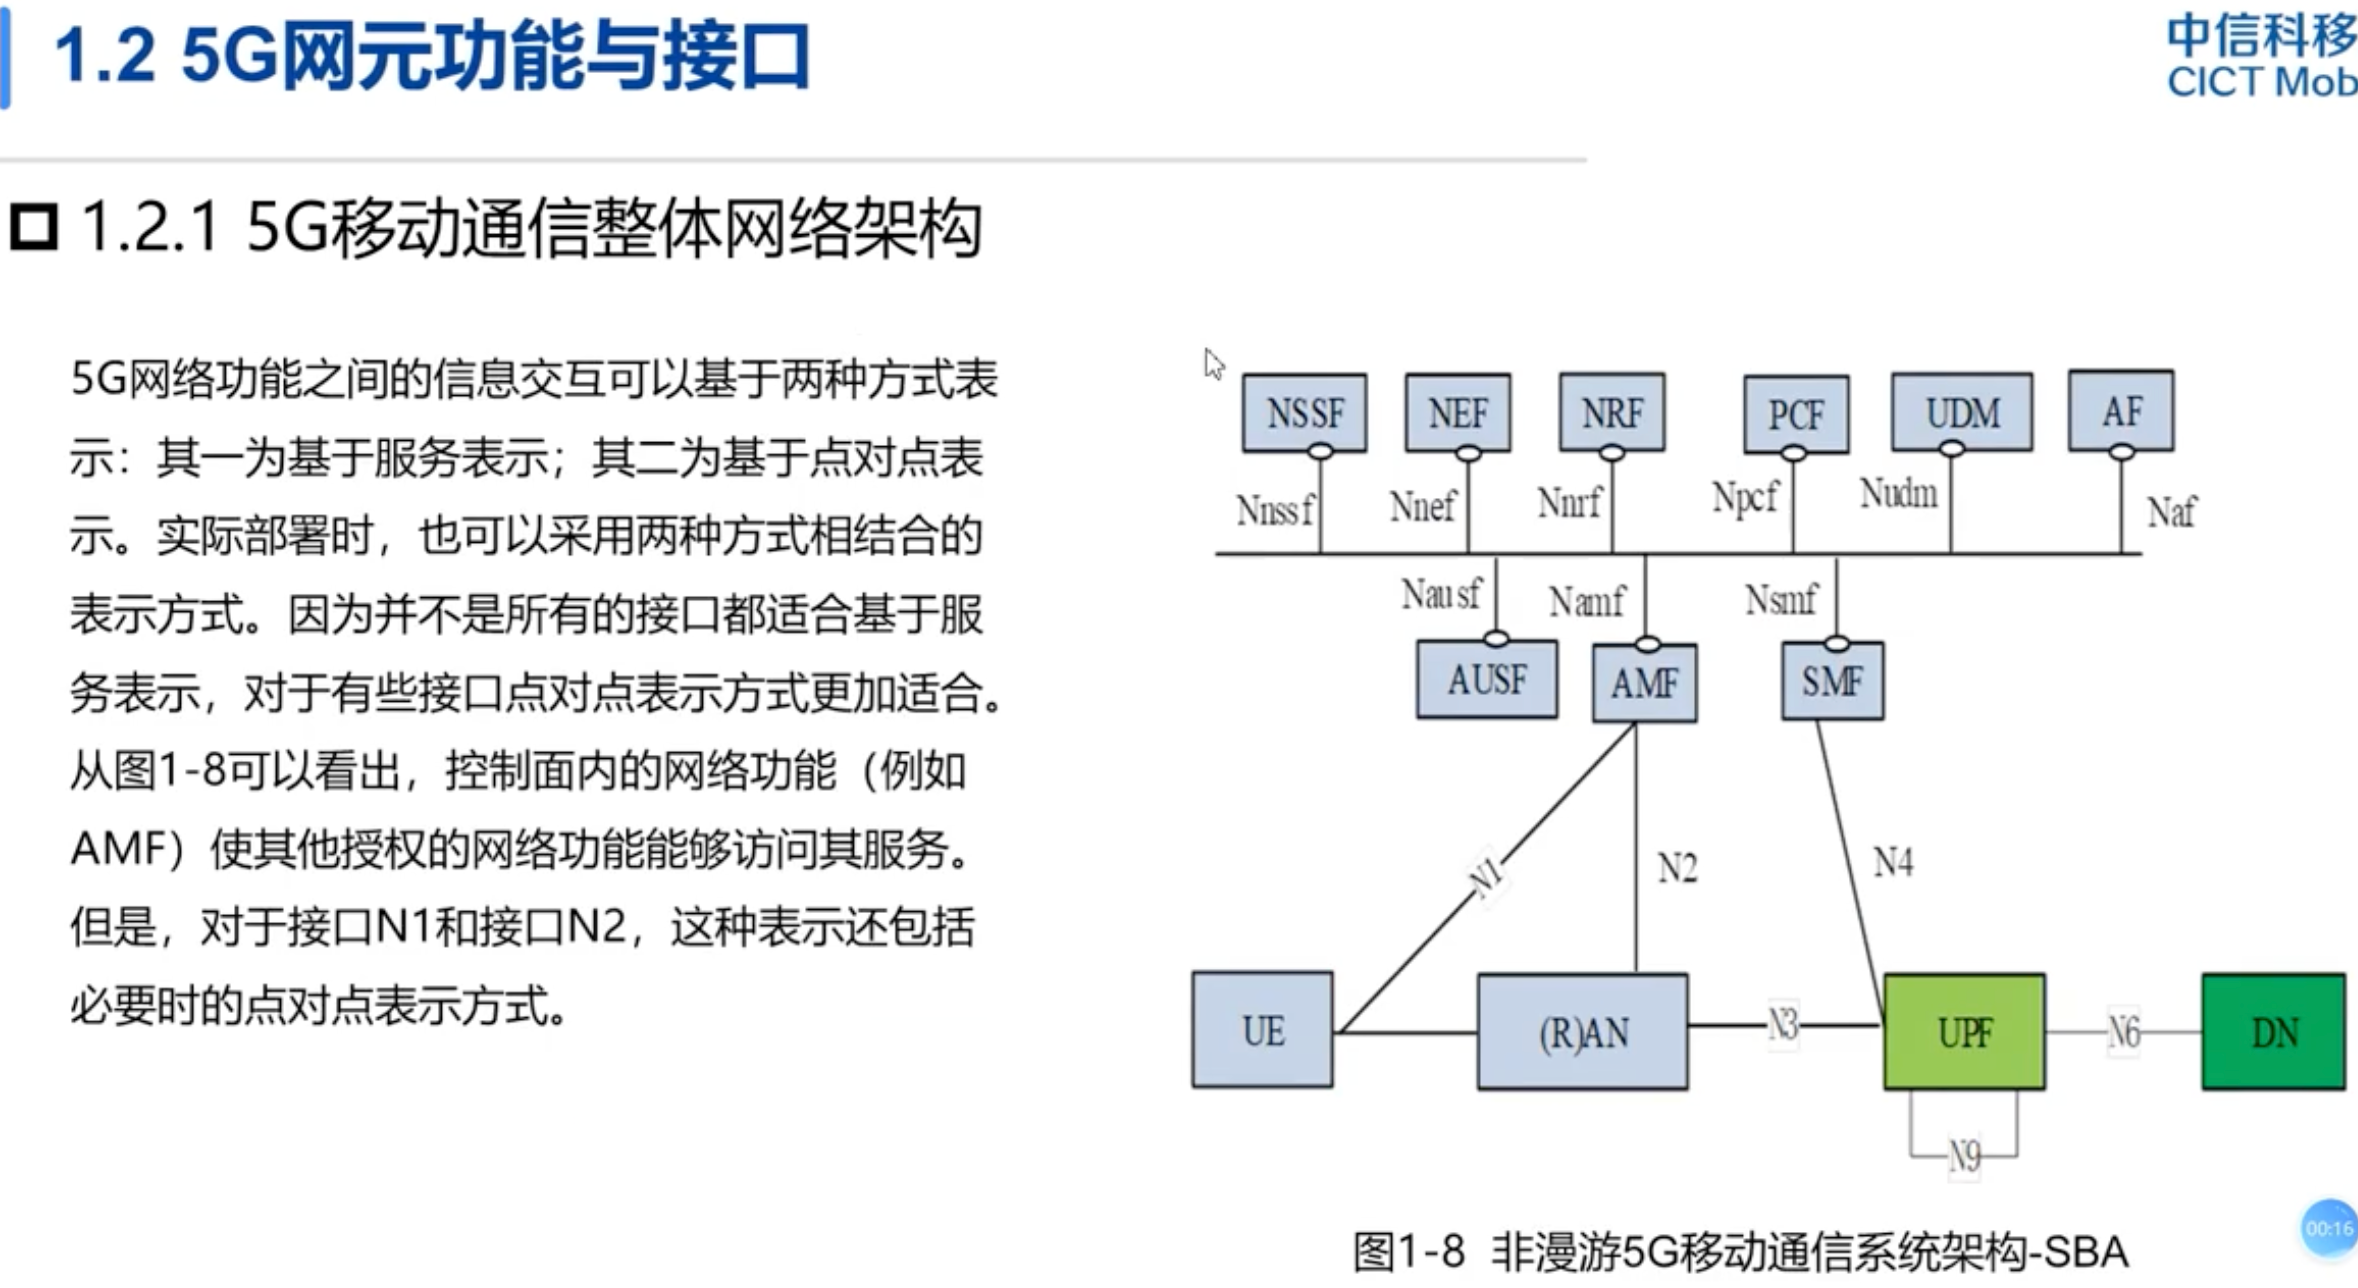 1.2 5G网元功能与接口
中信科移
CICT Mob
1.2.1 5G移动通信整体网络架构
5G网络功能之间的信息交互可以基于两种方式表
示：其一为基于服务表示；其二为基于点对点表
示。实际部署时，也可以采用两种方式相结合的
表示方式。因为并不是所有的接口都适合基于服
务表示，对于有些接口点对点表示方式更加适合。
从图1-8可以看出，控制面内的网络功能（例如
AMF）使其他授权的网络功能能够访问其服务。
但是，对于接口N1和接口N2，这种表示还包括
必要时的点对点表示方式。
NSSF NEF NRF PCF UDM AF
Nnssf Nnef Nnrf Npcf Nudm Naf
Nausf Namf Nsmf
AUSF AMF SMF
N1 N2 N4
UE (R)AN N3 UPF N6 DN
N9
00:16
图1-8 非漫游5G移动通信系统架构-SBA